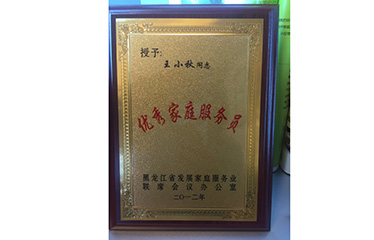 授予:
王小秋同志
优秀家庭服务员
黑龙江省发展家庭服务业
联席会议办公室
二〇一二年